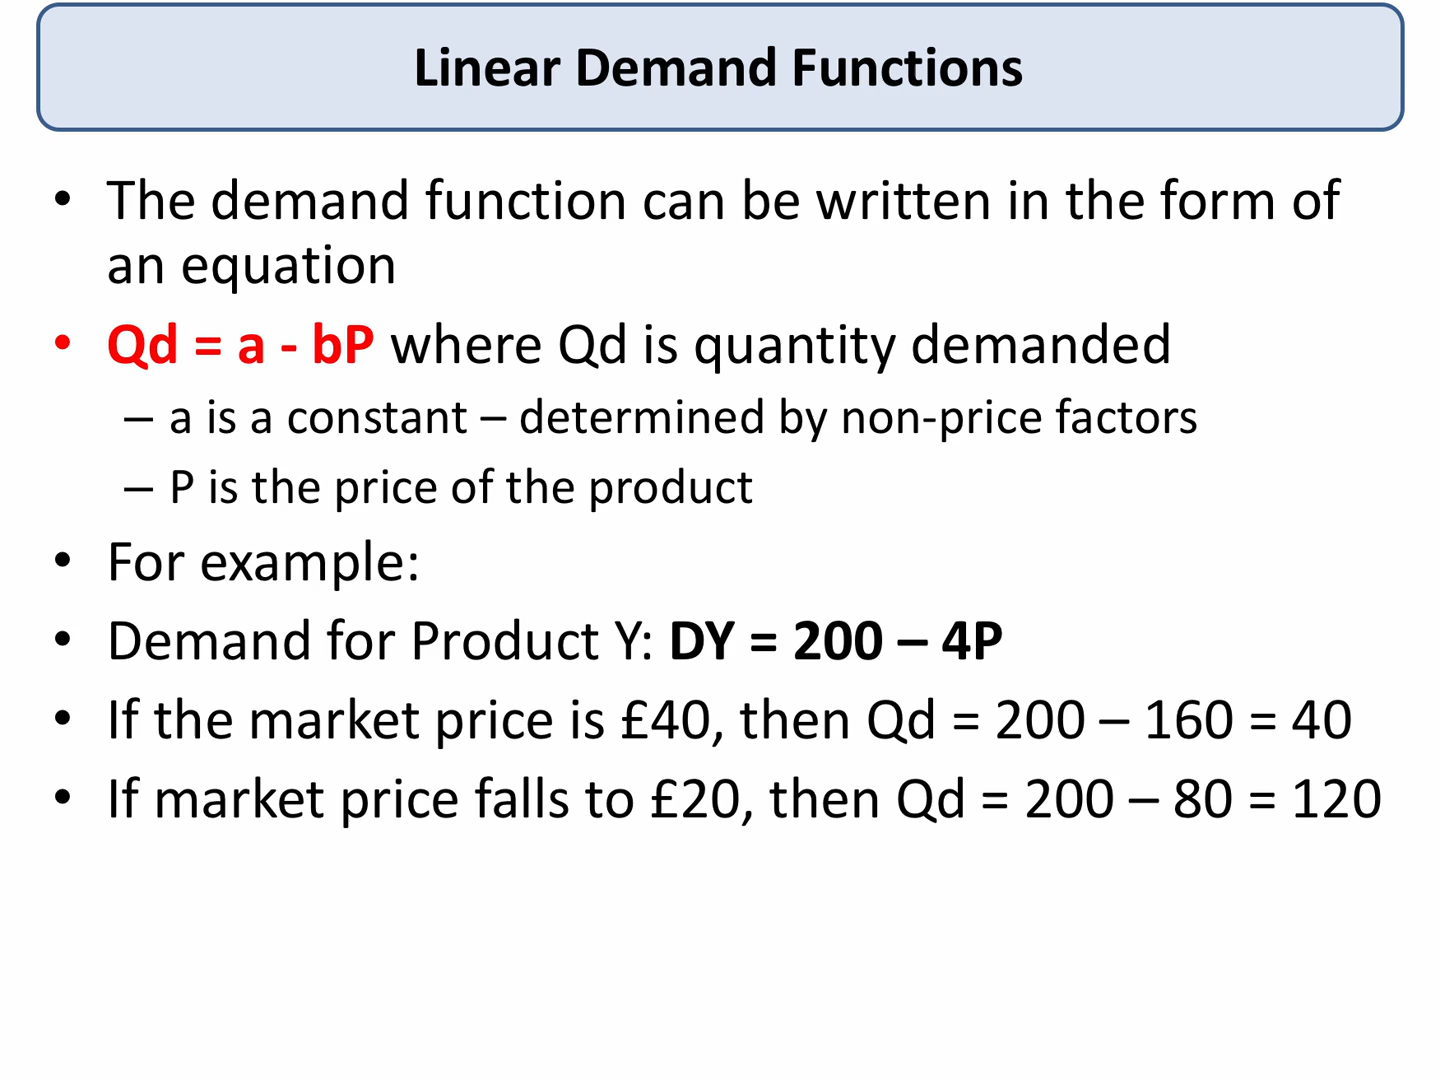 Linear Demand Functions
• The demand function can be written in the form of
an equation
• Qd = a - bP where Qd is quantity demanded
– a is a constant – determined by non-price factors
– P is the price of the product
• For example:
• Demand for Product Y: DY = 200 – 4P
• If the market price is £40, then Qd = 200 – 160 = 40
• If market price falls to £20, then Qd = 200 – 80 = 120